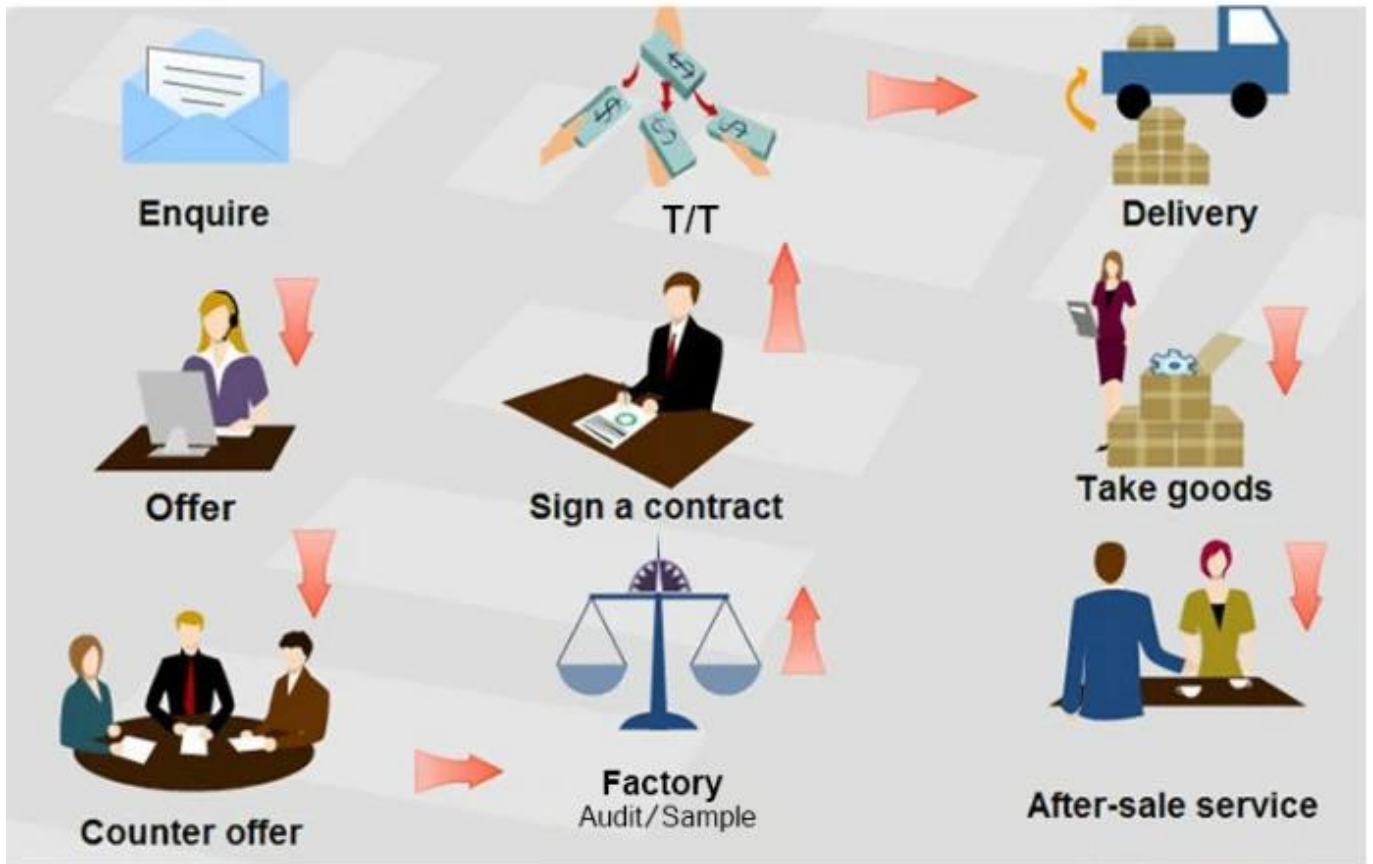 Enquire
T/T
Delivery
Offer
Sign a contract
Take goods
Counter offer
Factory
Audit/Sample
After-sale service